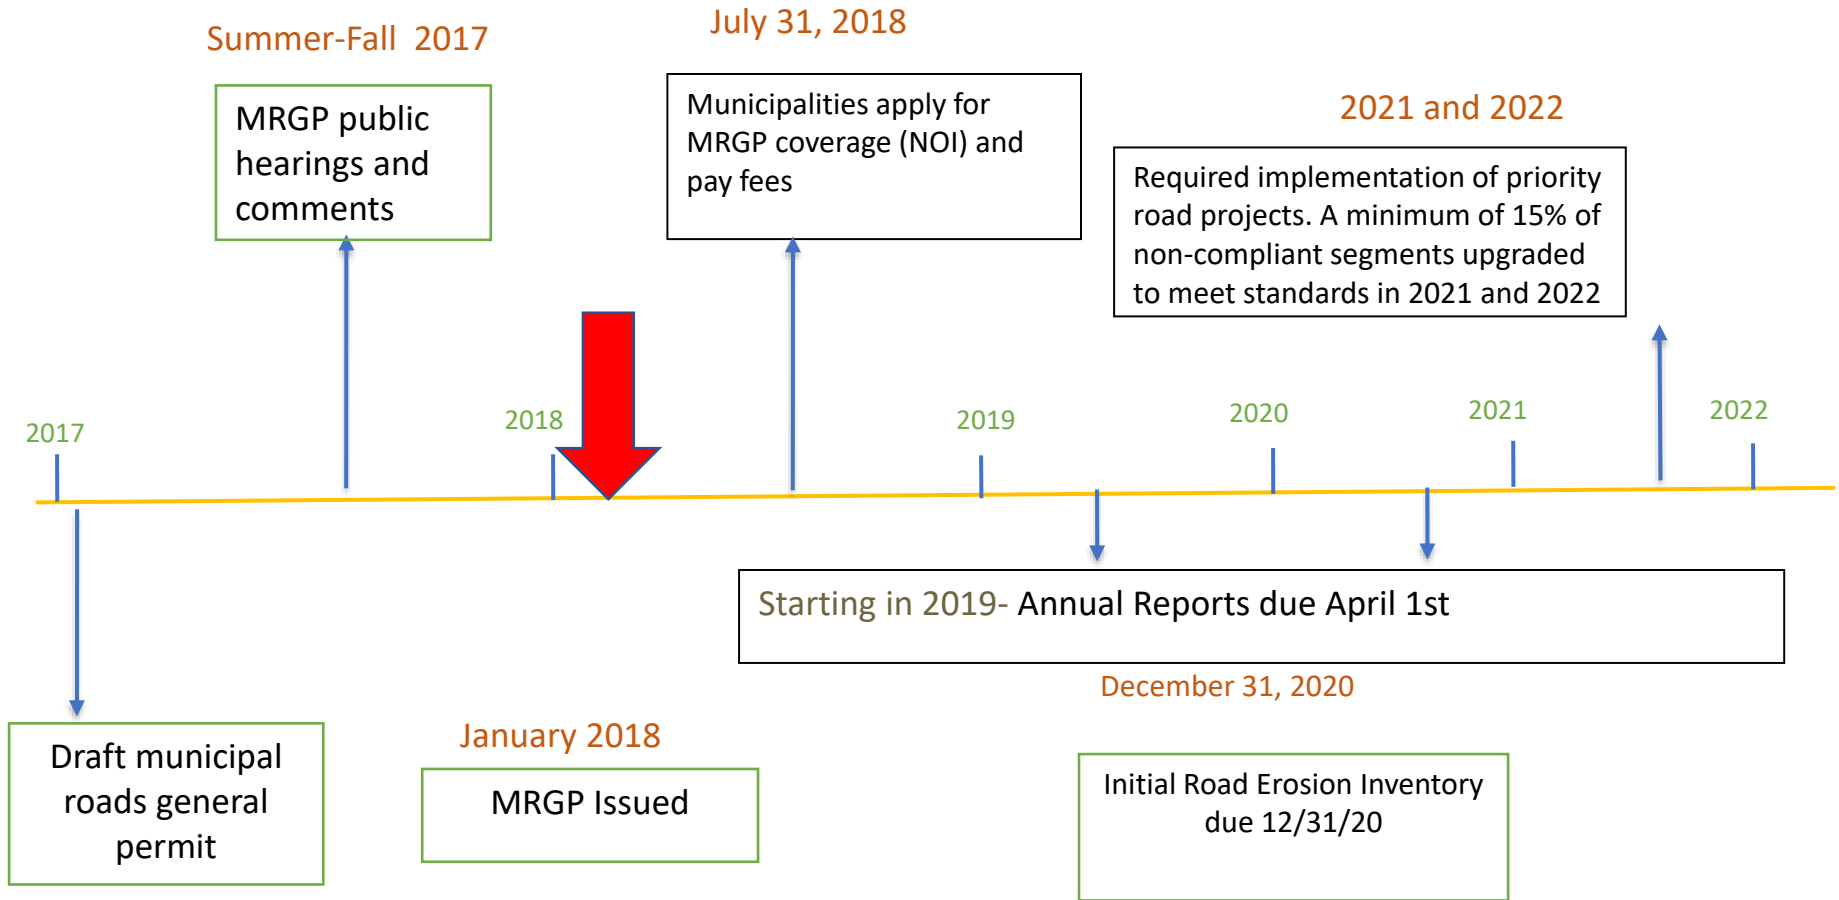 Summer-Fall 2017
July 31, 2018
MRGP public
hearings and
comments
Municipalities apply for
MRGP coverage (NOI) and
pay fees
2021 and 2022
Required implementation of priority
road projects. A minimum of 15% of
non-compliant segments upgraded
to meet standards in 2021 and 2022
2017
2018
2019
2020
2021
2022
Starting in 2019- Annual Reports due April 1st
December 31, 2020
Draft municipal
roads general
permit
January 2018
MRGP Issued
Initial Road Erosion Inventory
due 12/31/20